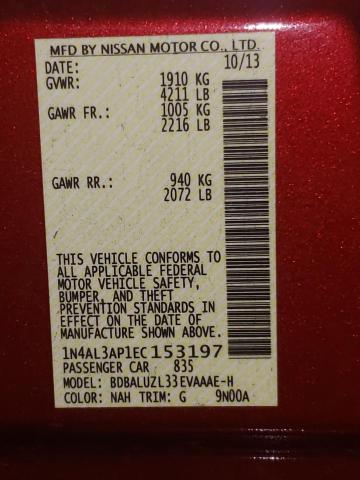 MFD BY NISSAN MOTOR CO., LTD.
DATE: 10/13
GVWR: 1910 KG
4211 LB
GAWR FR.: 1005 KG
2216 LB
GAWR RR.: 940 KG
2072 LB
THIS VEHICLE CONFORMS TO
ALL APPLICABLE FEDERAL
MOTOR VEHICLE SAFETY,
BUMPER, AND THEFT
PREVENTION STANDARDS IN
EFFECT ON THE DATE OF
MANUFACTURE SHOWN ABOVE.
1N4AL3AP1EC153197
PASSENGER CAR 835
MODEL: BDBALUZL33EVAAAE-H
COLOR: NAH TRIM: G 9N00A